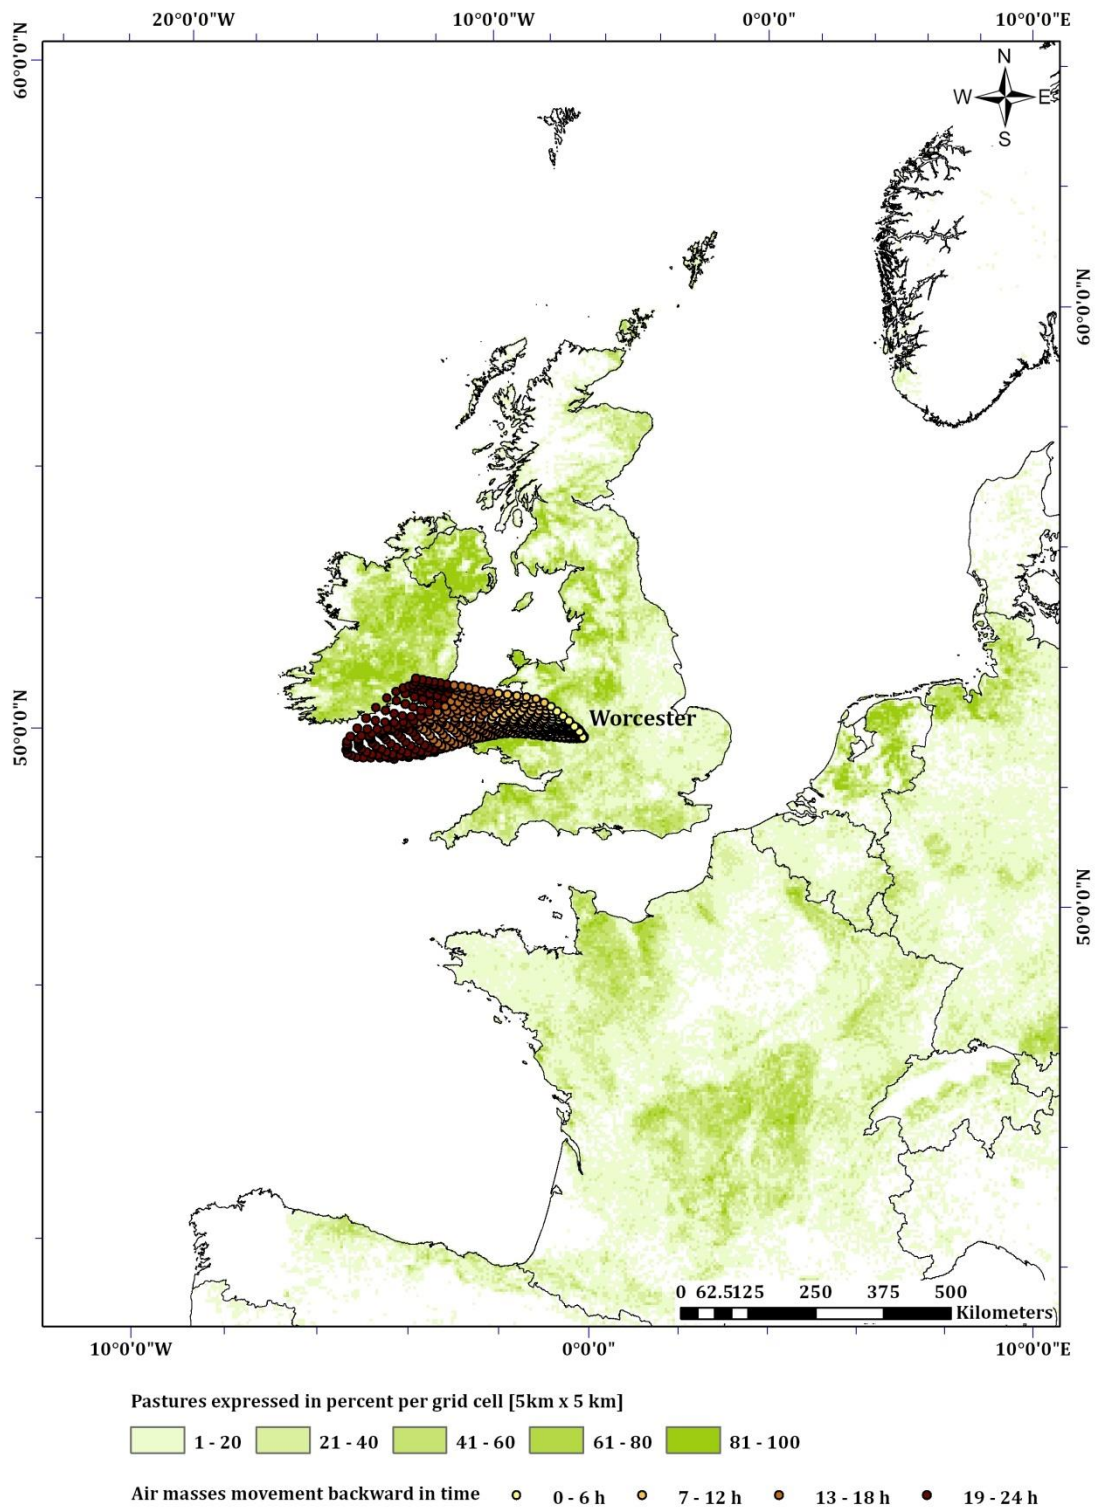 20°0'0"W 10°0'0"W 0°0'0" 10°0'0"E
60°0'0"N
N
W E
S
60°0'0"N
Worcester
50°0'0"N
50°0'0"N
0 62.5 125 250 375 500
Kilometers
10°0'0"W 0°0'0" 10°0'0"E
Pastures expressed in percent per grid cell [5km x 5 km]
1 - 20 21 - 40 41 - 60 61 - 80 81 - 100
Air masses movement backward in time 0 - 6 h 7 - 12 h 13 - 18 h 19 - 24 h